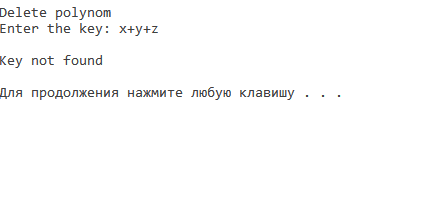 Delete polynom
Enter the key: x+y+z
Key not found
Для продолжения нажмите любую клавишу . . .